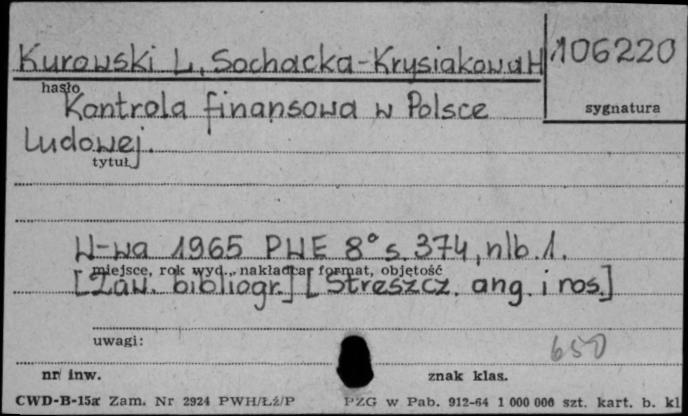 Kurowski L, Sochacka-Krysiakowa H
106220
hasło
sygnatura
Kontrola finansowa w Polsce
Ludowej.
tytuł
W-wa 1965 PWE 8° s. 374, nlb. 1.
miejsce, rok wyd., nakładca, format, objętość
[Zaw. bibliogr.] [Streszcz. ang. i ros.]
uwagi:
650
nr inw.
znak klas.
CWD-B-15a Zam. Nr 2924 PWH/Łż/P PZG w Pab. 912-64 1 000 000 szt. kart. b. kl